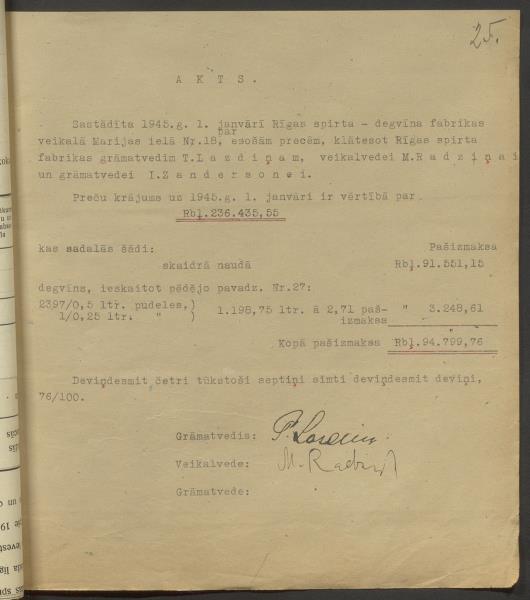 25.
A K T S .
Sastādīta 1945.g. 1. janvārī Rīgas spirta - degvīna fabrikas
par
veikalā Marijas ielā Nr.18, esošām precēm, klātesot Rīgas spirta
fabrikas grāmatvedim T.L a z d i ņ a m, veikalvedei M.R a d z i ņ a i
un grāmatvedei I.Z a n d e r s o n e i.
Preču krājums uz 1945.g. 1. janvāri ir vērtībā par
Rbļ.236.435,55
kas sadalās šādi: Pašizmaksa
skaidrā naudā Rbļ.91.551,15
degvīns, ieskaitot pēdējo pavadz. Nr.27:
2397/0,5 ltr. pudeles,) 1.198,75 ltr. ā 2,71 paš- " 3.248,61
1/0,25 ltr. " ) izmaksa
"
Kopā pašizmaksa Rbļ.94.799,76
Deviņdesmit četri tūkstoši septiņi simti deviņdesmit deviņi,
76/100.
Grāmatvedis:
Veikalvede: M. Radziņ
Grāmatvede: